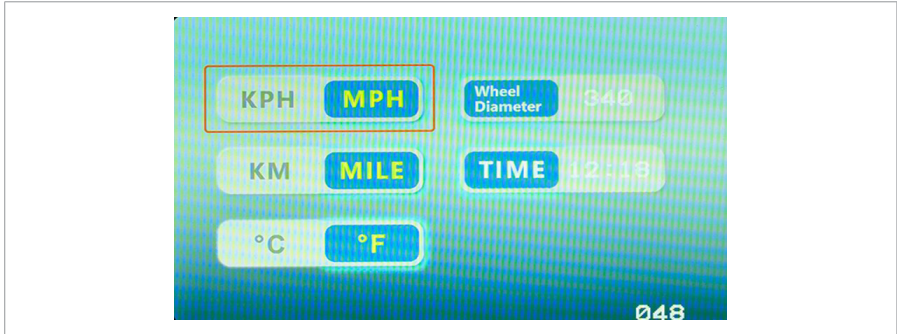 KPH MPH
Wheel
Diameter 340
KM MILE
TIME 12:18
°C °F
048